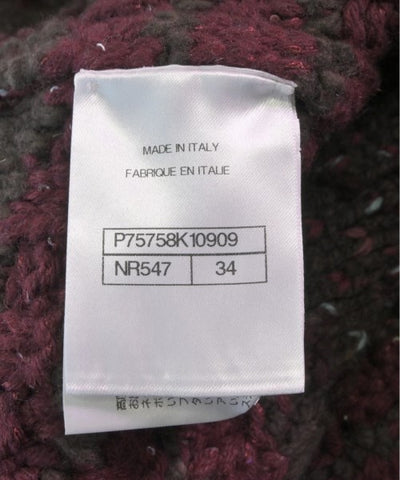 MADE IN ITALY
FABRIQUE EN ITALIE
P75758K10909
NR547 34